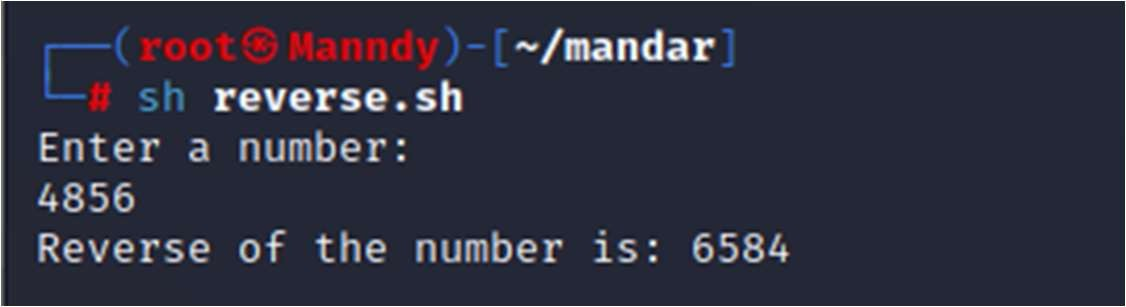 ┌──(root㉿Manndy)-[~/mandar]
└─# sh reverse.sh
Enter a number:
4856
Reverse of the number is: 6584